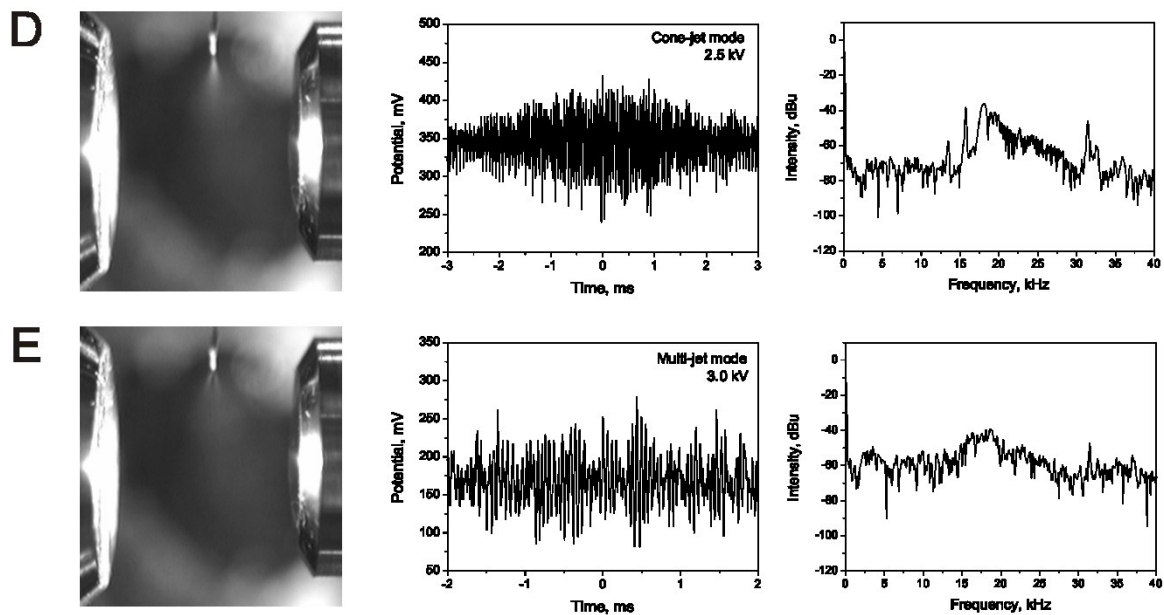 D
500
450
400
350
300
250
200
Potential, mV
Cone-jet mode
2.5 kV
-3 -2 -1 0 1 2 3
Time, ms
0
-20
-40
-60
-80
-100
-120
Intensity, dBu
0 5 10 15 20 25 30 35 40
Frequency, kHz
E
350
300
250
200
150
100
50
Potential, mV
Multi-jet mode
3.0 kV
-2 -1 0 1 2
Time, ms
0
-20
-40
-60
-80
-100
-120
Intensity, dBu
0 5 10 15 20 25 30 35 40
Frequency, kHz